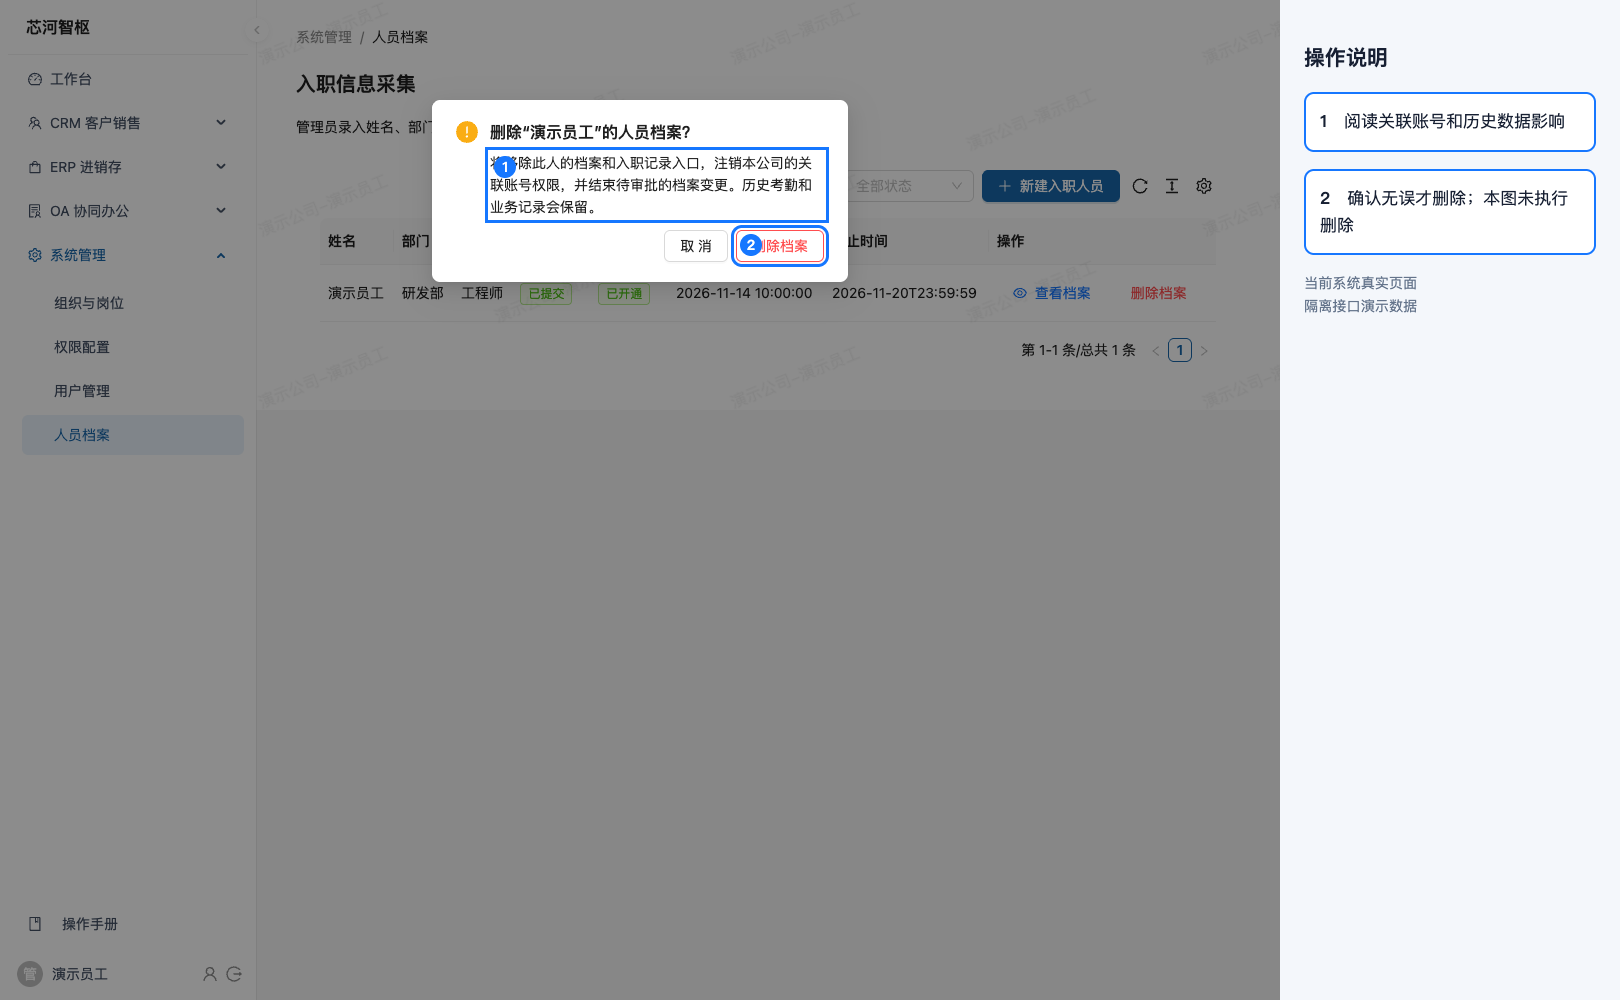 芯河智枢
工作台
CRM 客户销售
ERP 进销存
OA 协同办公
系统管理
组织与岗位
权限配置
用户管理
人员档案
操作手册
管
演示员工
系统管理 / 人员档案
入职信息采集
管理员录入姓名、部门
全部状态
新建入职人员
姓名 部门 止时间 操作
演示员工 研发部 工程师 已提交 已开通 2026-11-14 10:00:00 2026-11-20T23:59:59 查看档案 删除档案
第 1-1 条/总共 1 条 1
删除“演示员工”的人员档案?
1
除此人的档案和入职记录入口，注销本公司的关
联账号权限，并结束待审批的档案变更。历史考勤和
业务记录会保留。
取 消
2 删除档案
操作说明
1 阅读关联账号和历史数据影响
2 确认无误才删除；本图未执行
删除
当前系统真实页面
隔离接口演示数据
演示公司-演示员工